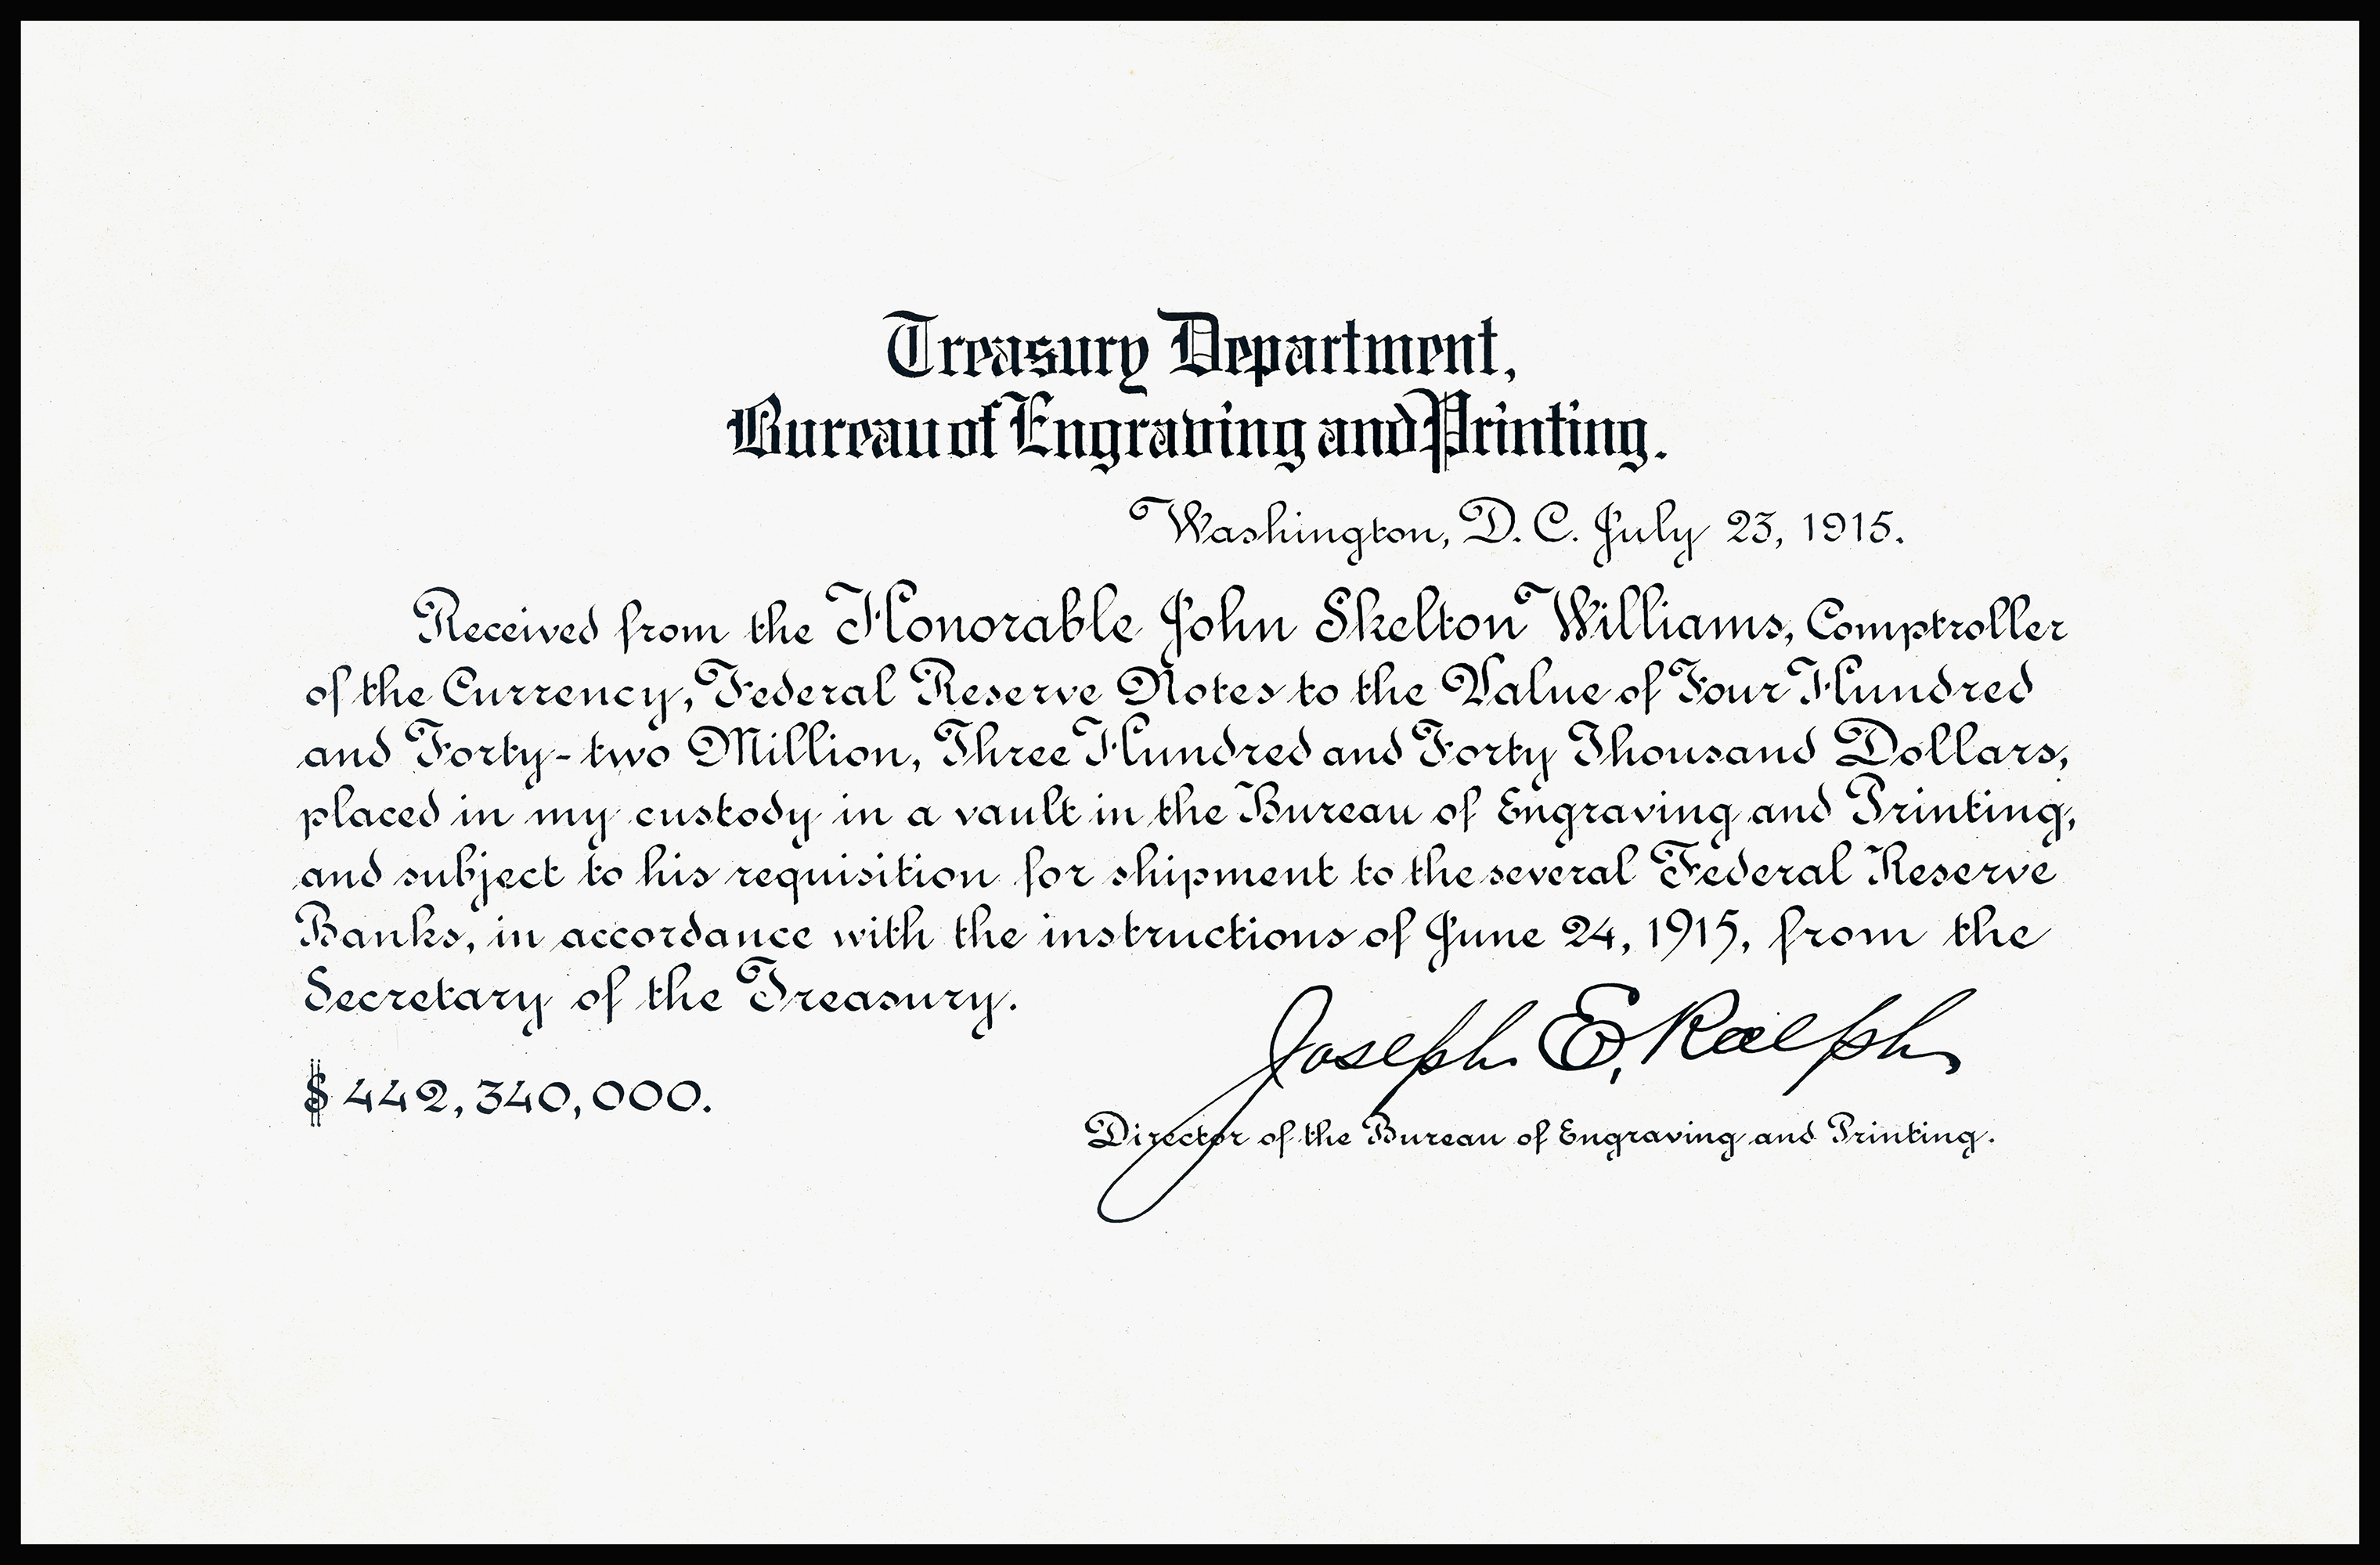 Treasury Department,
Bureau of Engraving and Printing.
Washington, D. C. July 23, 1915.
Received from the Honorable John Skelton Williams, Comptroller
of the Currency, Federal Reserve Notes to the Value of Four Hundred
and Forty-two Million, Three Hundred and Forty Thousand Dollars,
placed in my custody in a vault in the Bureau of Engraving and Printing,
and subject to his requisition for shipment to the several Federal Reserve
Banks, in accordance with the instructions of June 24, 1915, from the
Secretary of the Treasury.
Joseph E. Ralph
$ 442,340,000.
Director of the Bureau of Engraving and Printing.